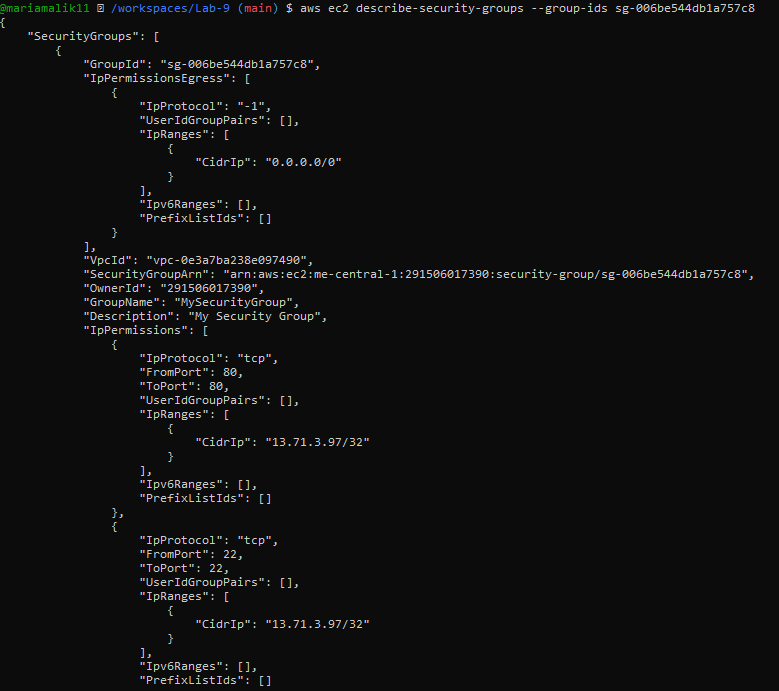 @mariamalik11 /workspaces/Lab-9 (main) $ aws ec2 describe-security-groups --group-ids sg-006be544db1a757c8
{
    "SecurityGroups": [
        {
            "GroupId": "sg-006be544db1a757c8",
            "IpPermissionsEgress": [
                {
                    "IpProtocol": "-1",
                    "UserIdGroupPairs": [],
                    "IpRanges": [
                        {
                            "CidrIp": "0.0.0.0/0"
                        }
                    ],
                    "Ipv6Ranges": [],
                    "PrefixListIds": []
                }
            ],
            "VpcId": "vpc-0e3a7ba238e097490",
            "SecurityGroupArn": "arn:aws:ec2:me-central-1:291506017390:security-group/sg-006be544db1a757c8",
            "OwnerId": "291506017390",
            "GroupName": "MySecurityGroup",
            "Description": "My Security Group",
            "IpPermissions": [
                {
                    "IpProtocol": "tcp",
                    "FromPort": 80,
                    "ToPort": 80,
                    "UserIdGroupPairs": [],
                    "IpRanges": [
                        {
                            "CidrIp": "13.71.3.97/32"
                        }
                    ],
                    "Ipv6Ranges": [],
                    "PrefixListIds": []
                },
                {
                    "IpProtocol": "tcp",
                    "FromPort": 22,
                    "ToPort": 22,
                    "UserIdGroupPairs": [],
                    "IpRanges": [
                        {
                            "CidrIp": "13.71.3.97/32"
                        }
                    ],
                    "Ipv6Ranges": [],
                    "PrefixListIds": []